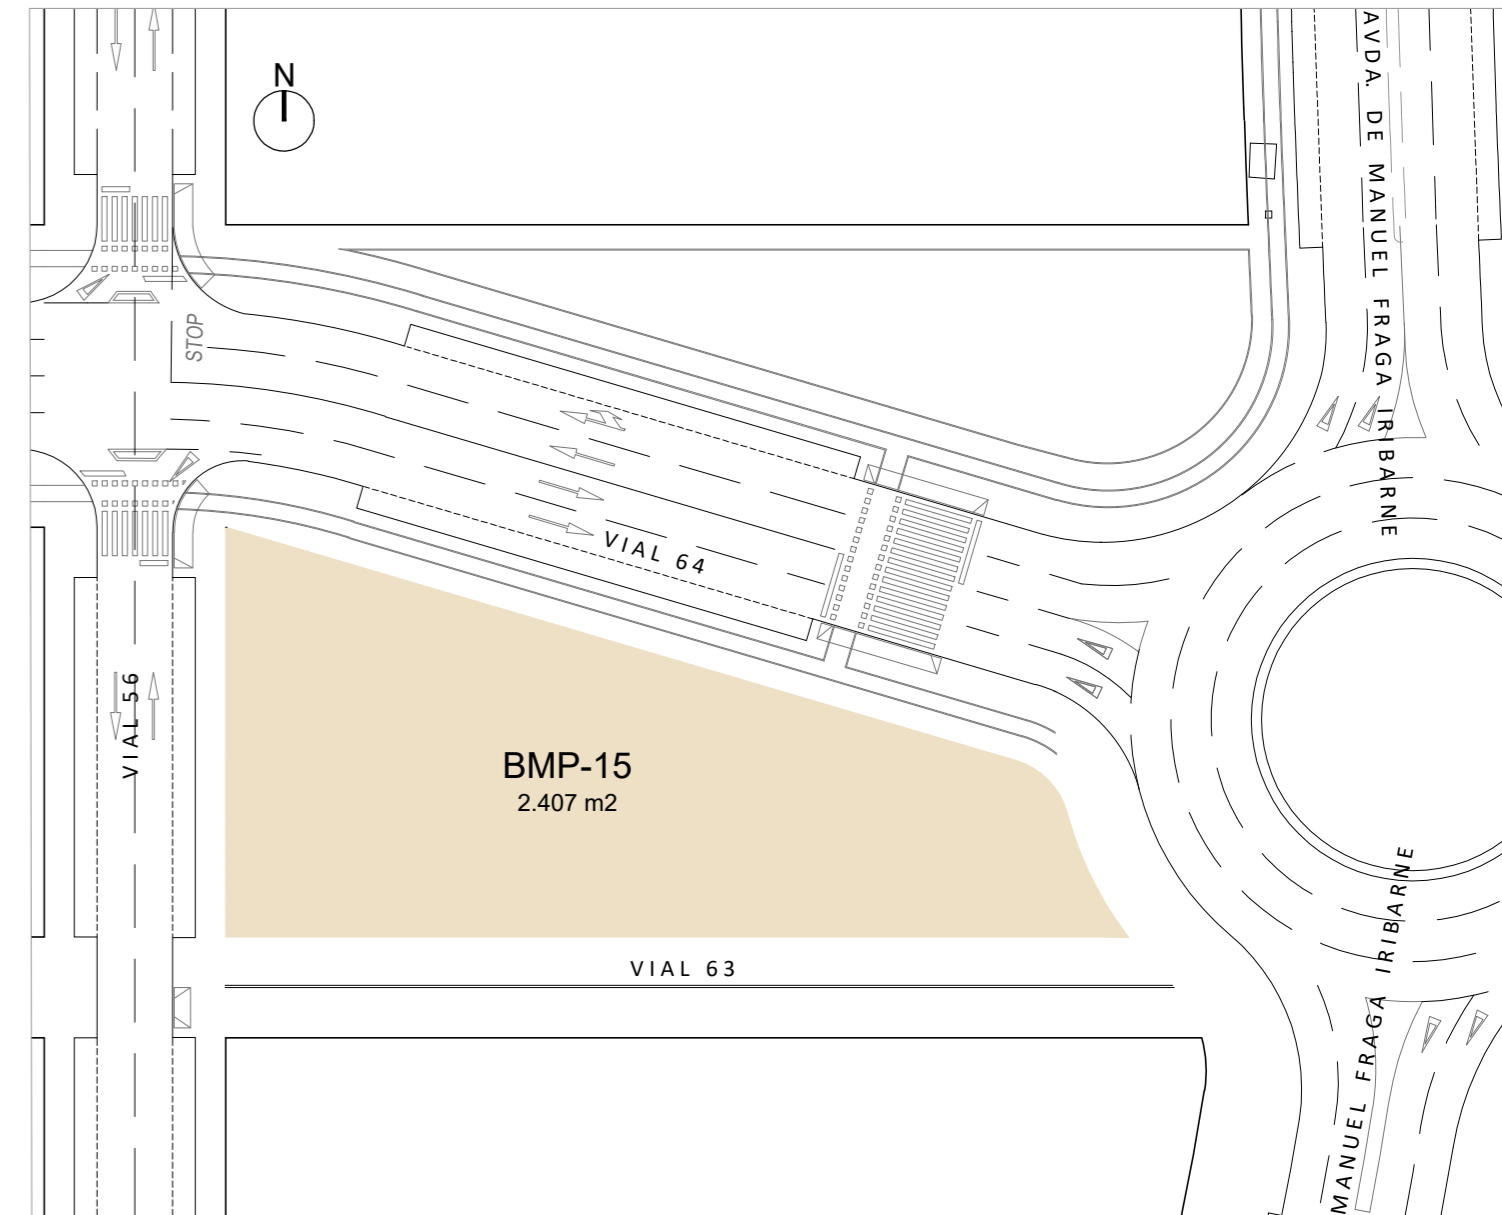 N
AVDA. DE MANUEL FRAGA IRIBARNE
STOP
VIAL 64
VIAL 56
BMP-15
2.407 m2
VIAL 63
MANUEL FRAGA IRIBARNE